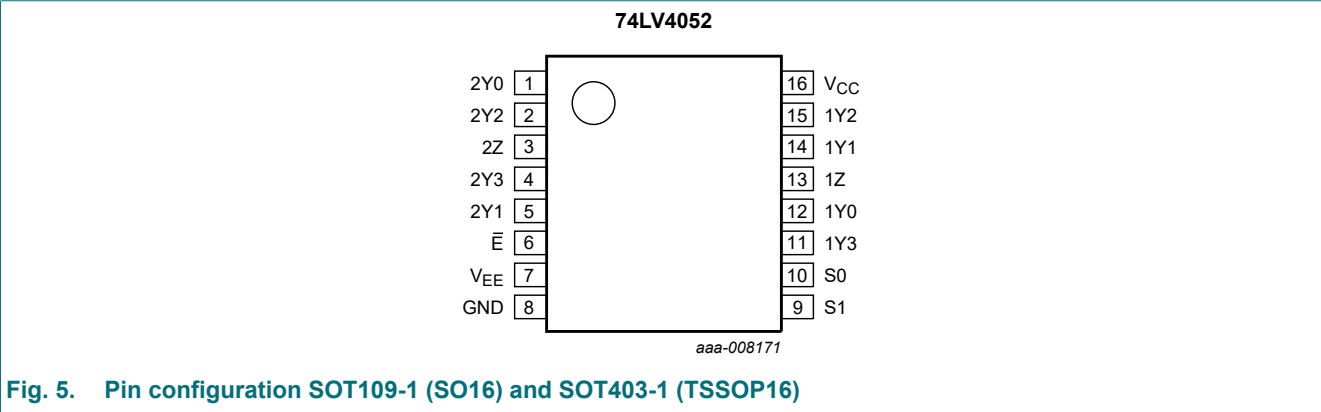 74LV4052
2Y0 1 16 VCC
2Y2 2 15 1Y2
2Z 3 14 1Y1
2Y3 4 13 1Z
2Y1 5 12 1Y0
E̅ 6 11 1Y3
VEE 7 10 S0
GND 8 9 S1
aaa-008171
Fig. 5. Pin configuration SOT109-1 (SO16) and SOT403-1 (TSSOP16)